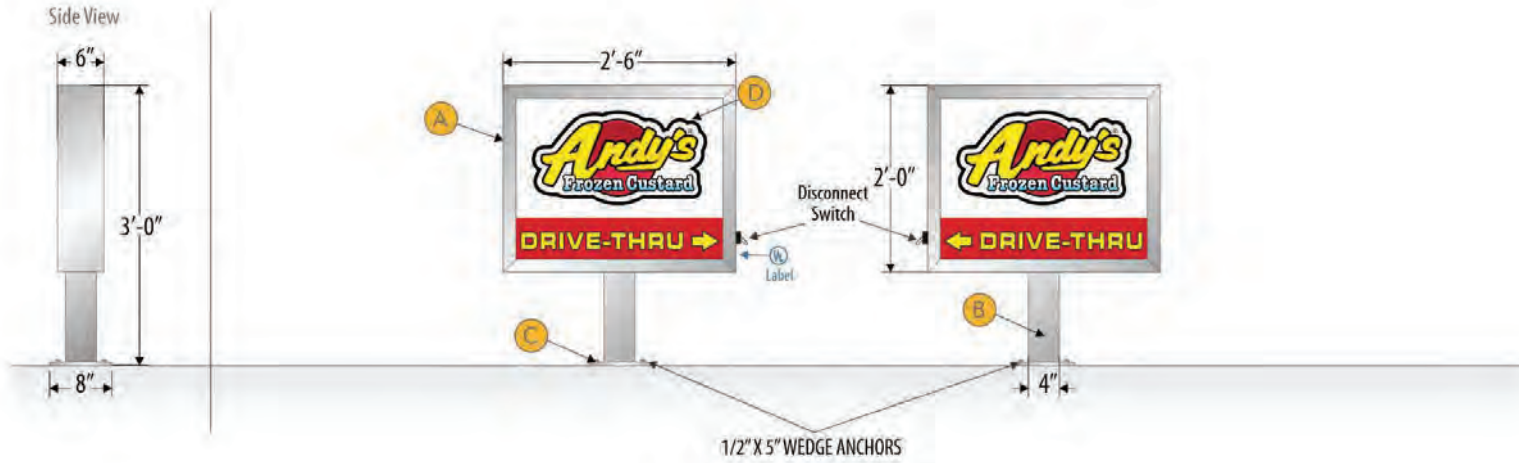 Side View
6"
3'-0"
8"
2'-6"
A
D
Andy's®
Frozen Custard
DRIVE-THRU
UL
Label
C
Disconnect
Switch
2'-0"
Andy's®
Frozen Custard
DRIVE-THRU
B
4"
1/2" X 5" WEDGE ANCHORS